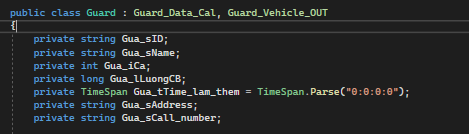 public class Guard : Guard_Data_Cal, Guard_Vehicle_OUT
{
private string Gua_sID;
private string Gua_sName;
private int Gua_iCa;
private long Gua_lLuongCB;
private TimeSpan Gua_tTime_lam_them = TimeSpan.Parse("0:0:0:0");
private string Gua_sAddress;
private string Gua_sCall_number;